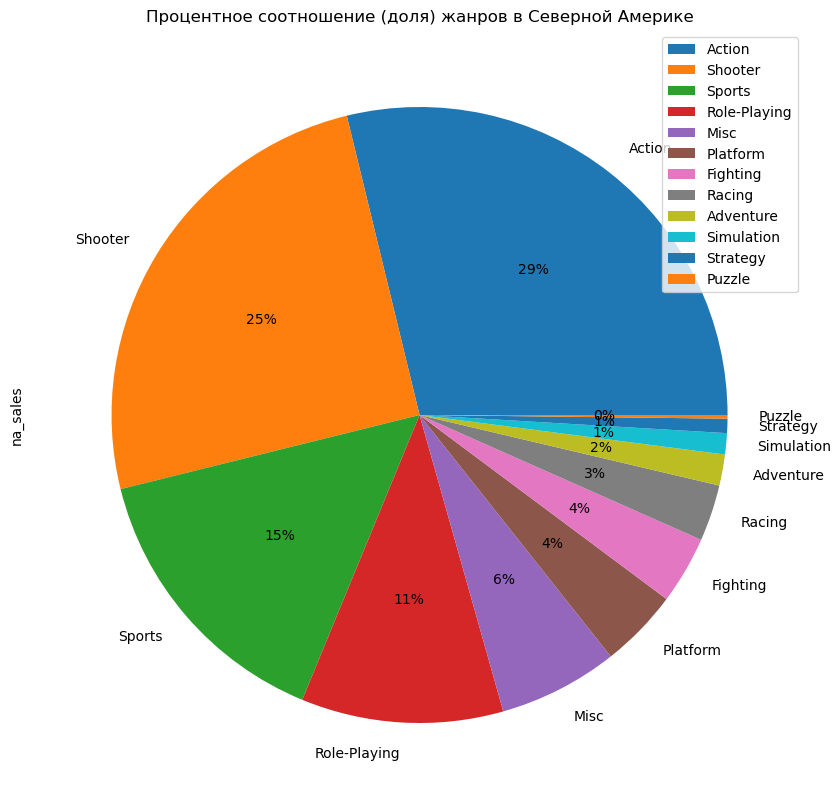 Процентное соотношение (доля) жанров в Северной Америке
Action
Shooter
Sports
Role-Playing
Misc
Platform
Fighting
Racing
Adventure
Simulation
Strategy
Puzzle
Action
Shooter
29%
25%
na_sales
0%
Puzzle
1%
Strategy
1%
Simulation
2%
Adventure
3%
Racing
4%
Fighting
15%
4%
6%
11%
Sports
Platform
Misc
Role-Playing